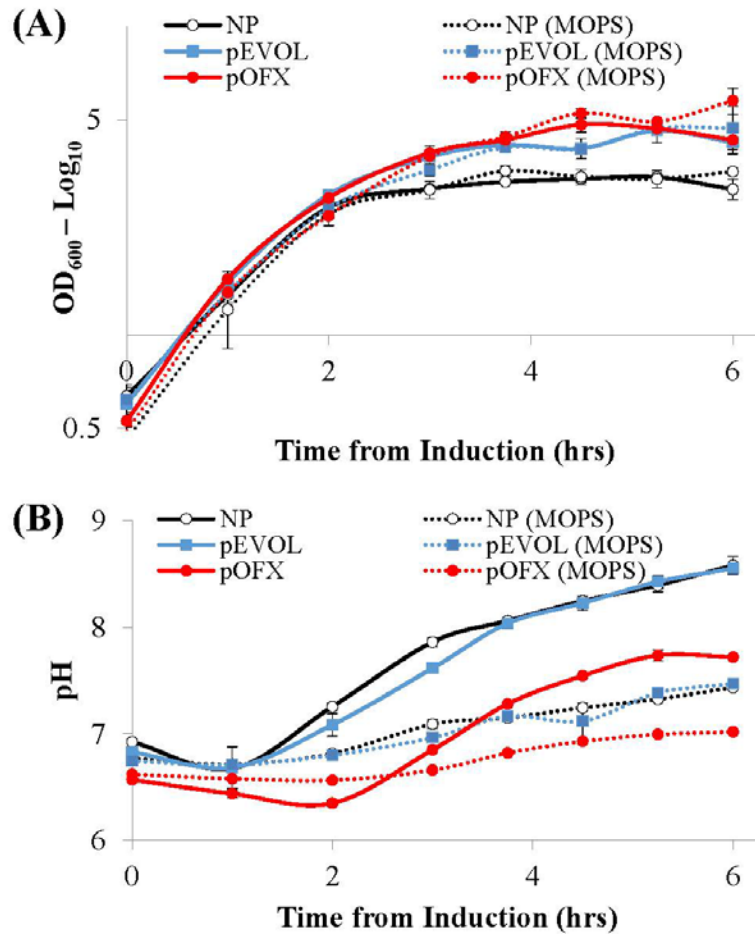 (A)
NP NP (MOPS)
pEVOL pEVOL (MOPS)
pOFX pOFX (MOPS)
5
OD600 – Log10
0 2 4 6
0.5
Time from Induction (hrs)
(B)
9
NP NP (MOPS)
pEVOL pEVOL (MOPS)
pOFX pOFX (MOPS)
8
pH
7
6
0 2 4 6
Time from Induction (hrs)